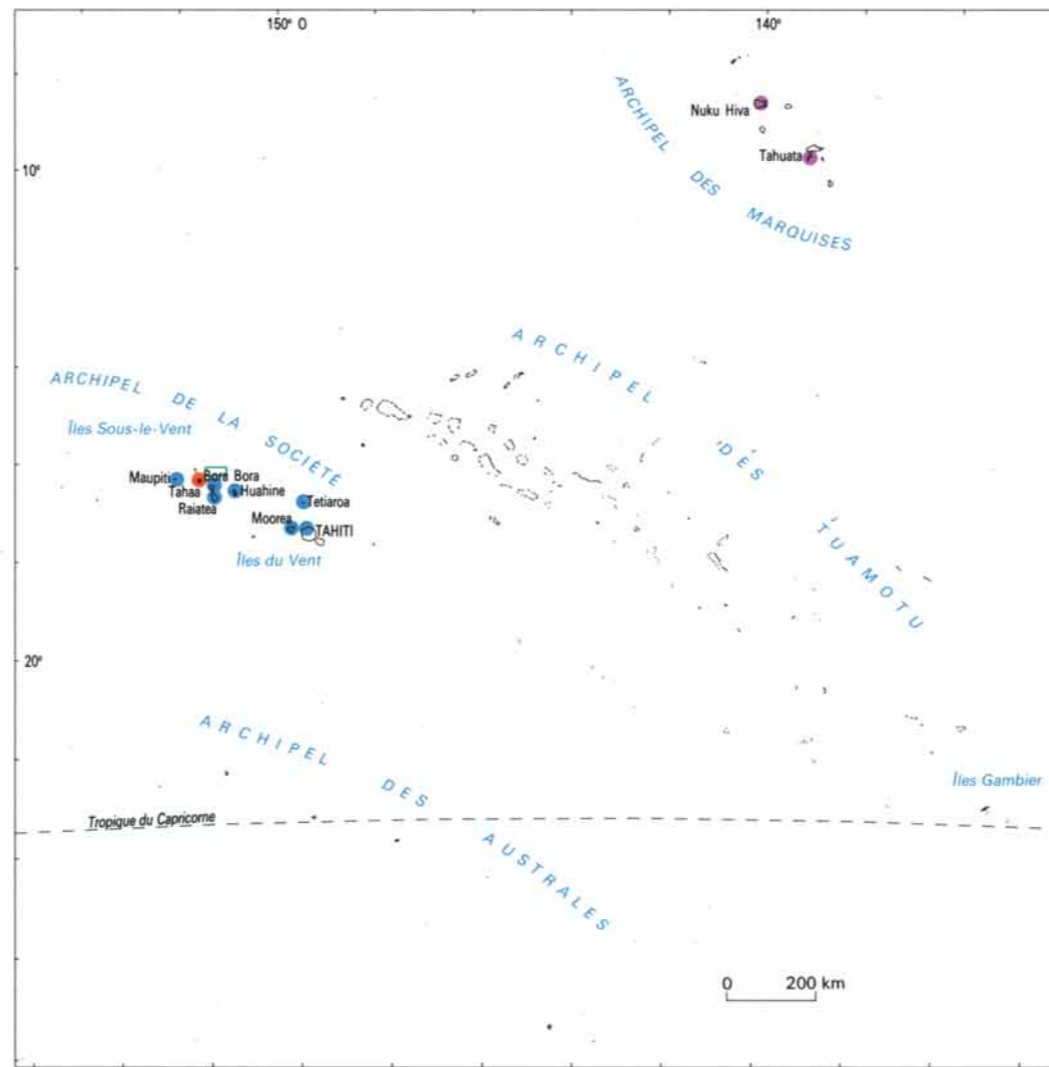 150° O
140°
ARCHIPEL DES MARQUISES
Nuku Hiva
Tahuata
10°
ARCHIPEL DES TUAMOTU
ARCHIPEL DE LA SOCIÉTÉ
Îles Sous-le-Vent
Maupiti
Bora Bora
Tahaa
Huahine
Raiatea
Tetiaroa
Moorea
TAHITI
Îles du Vent
20°
ARCHIPEL DES AUSTRALES
Îles Gambier
Tropique du Capricorne
0 200 km